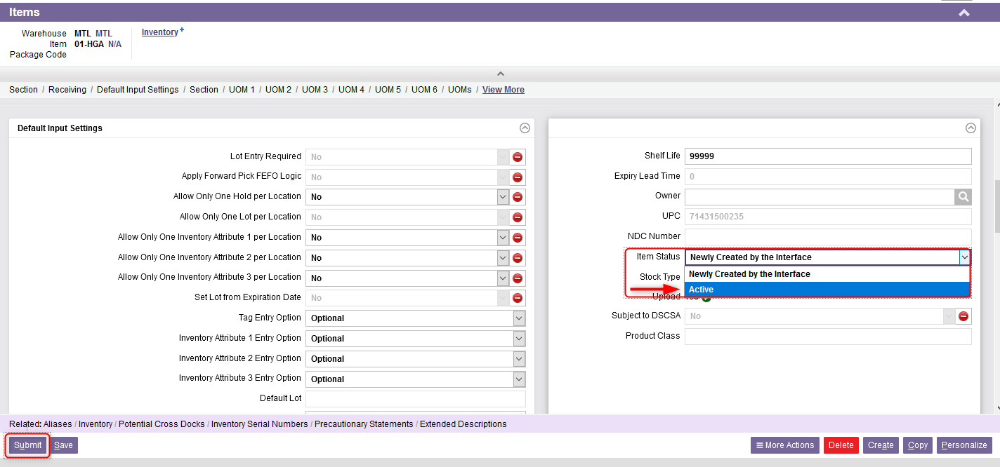 Items
Warehouse MTL MTL
Item 01-HGA N/A
Package Code
Inventory+
Section / Receiving / Default Input Settings / Section / UOM 1 / UOM 2 / UOM 3 / UOM 4 / UOM 5 / UOM 6 / UOMs / View More
Default Input Settings
Lot Entry Required No
Apply Forward Pick FEFO Logic No
Allow Only One Hold per Location No
Allow Only One Lot per Location No
Allow Only One Inventory Attribute 1 per Location No
Allow Only One Inventory Attribute 2 per Location No
Allow Only One Inventory Attribute 3 per Location No
Set Lot from Expiration Date No
Tag Entry Option Optional
Inventory Attribute 1 Entry Option Optional
Inventory Attribute 2 Entry Option Optional
Inventory Attribute 3 Entry Option Optional
Default Lot
Shelf Life 99999
Expiry Lead Time 0
Owner
UPC 71431500235
NDC Number
Item Status Newly Created by the Interface
Newly Created by the Interface
Stock Type
Active
Upload
Subject to DSCSA No
Product Class
Related: Aliases / Inventory / Potential Cross Docks / Inventory Serial Numbers / Precautionary Statements / Extended Descriptions
Submit Save More Actions Delete Create Copy Personalize